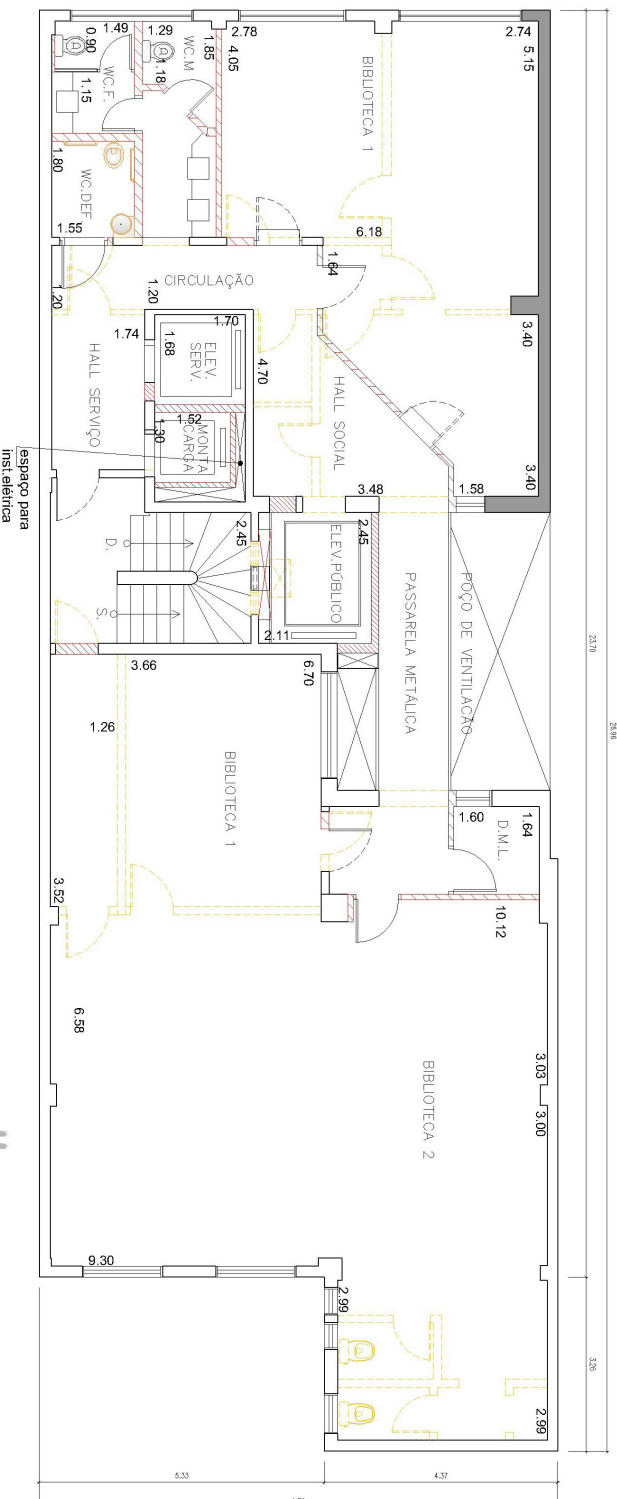 1.49
1.29
0.90
WC.F.
1.15
WC.M
1.85
1.18
2.78
4.05
BIBLIOTECA 1
2.74
5.15
1.80
WC.DEF.
1.55
6.18
1.64
CIRCULAÇÃO
1.20
1.20
HALL SERVIÇO
1.74
1.70
1.68
ELEV.
SERV.
4.70
HALL SOCIAL
3.40
1.52
1.30
MONTA
CARGA
3.48
1.58
3.40
espaço para
inst.elétrica
D.
S.
2.45
2.45
ELEV.PÚBLICO
2.11
PASSARELA METÁLICA
POÇO DE VENTILAÇÃO
23.70
26.96
3.66
6.70
1.26
BIBLIOTECA 1
1.60
1.64
D.M.L.
3.52
10.12
6.58
3.03
3.00
BIBLIOTECA 2
9.30
2.99
2.99
3.26
5.33
4.37